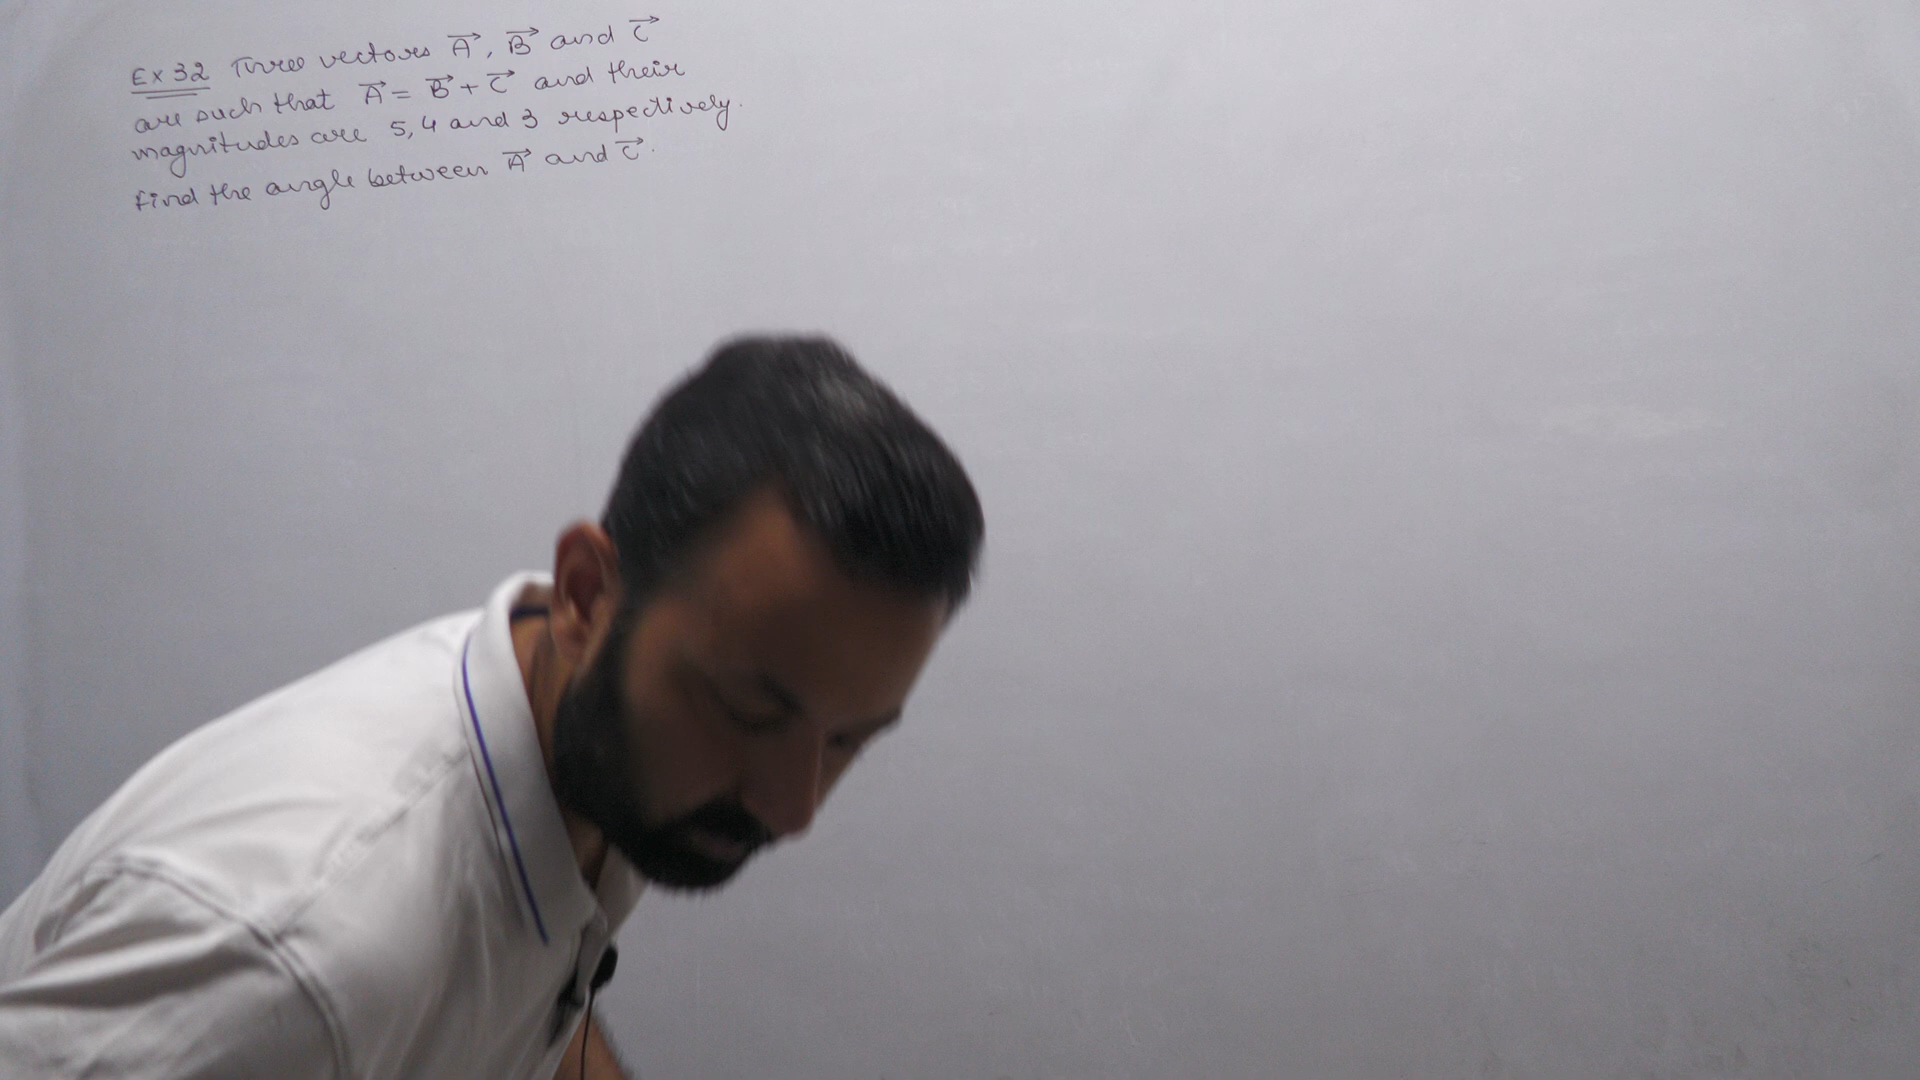 Ex 32 Three vectors A⃗, B⃗ and C⃗
are such that A⃗ = B⃗ + C⃗ and their
magnitudes are 5, 4 and 3 respectively.
find the angle between A⃗ and C⃗.